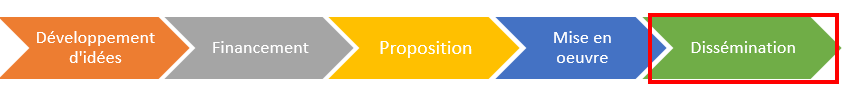 Développement
d'idées
Financement
Proposition
Mise en
oeuvre
Dissémination